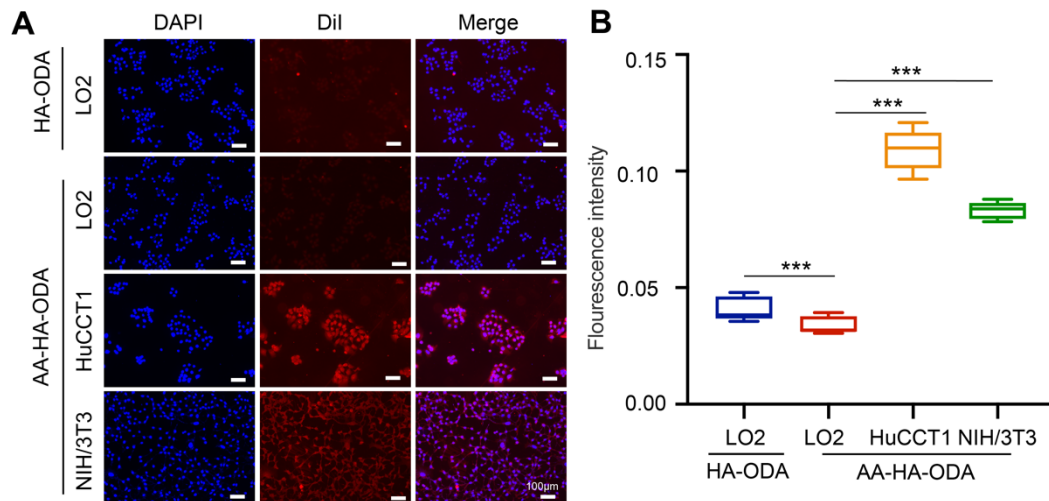 A
DAPI
DiI
Merge
HA-ODA
LO2
AA-HA-ODA
LO2
HuCCT1
NIH/3T3
100μm
B
Flourescence intensity
0.15
0.10
0.05
0.00
***
***
***
LO2
LO2
HuCCT1
NIH/3T3
HA-ODA
AA-HA-ODA